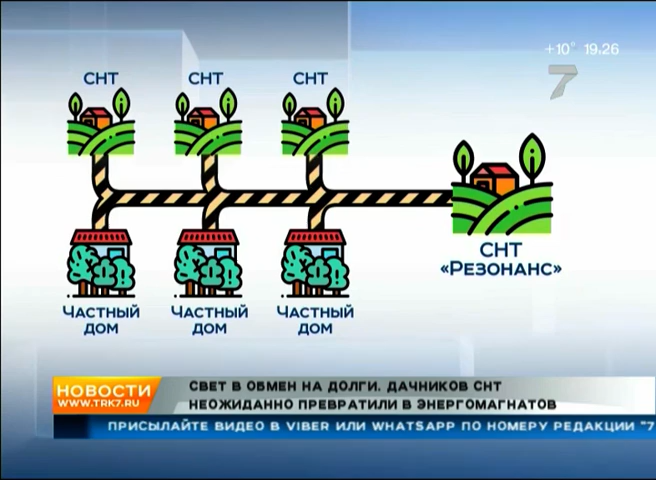 +10° 19:26
7
СНТ СНТ СНТ
СНТ
«РЕЗОНАНС»
ЧАСТНЫЙ ДОМ ЧАСТНЫЙ ДОМ ЧАСТНЫЙ ДОМ
НОВОСТИ
WWW.TRK7.RU
СВЕТ В ОБМЕН НА ДОЛГИ. ДАЧНИКОВ СНТ
НЕОЖИДАННО ПРЕВРАТИЛИ В ЭНЕРГОМАГНАТОВ
ПРИСЫЛАЙТЕ ВИДЕО В VIBER ИЛИ WHATSAPP ПО НОМЕРУ РЕДАКЦИИ "7